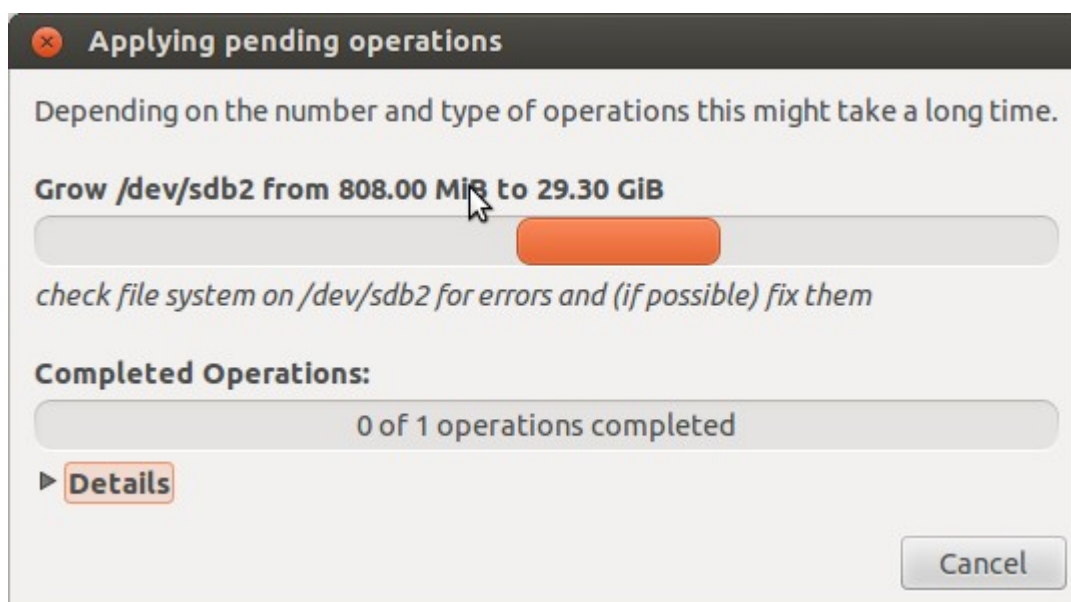 Applying pending operations
Depending on the number and type of operations this might take a long time.
Grow /dev/sdb2 from 808.00 MiB to 29.30 GiB
check file system on /dev/sdb2 for errors and (if possible) fix them
Completed Operations:
0 of 1 operations completed
Details
Cancel